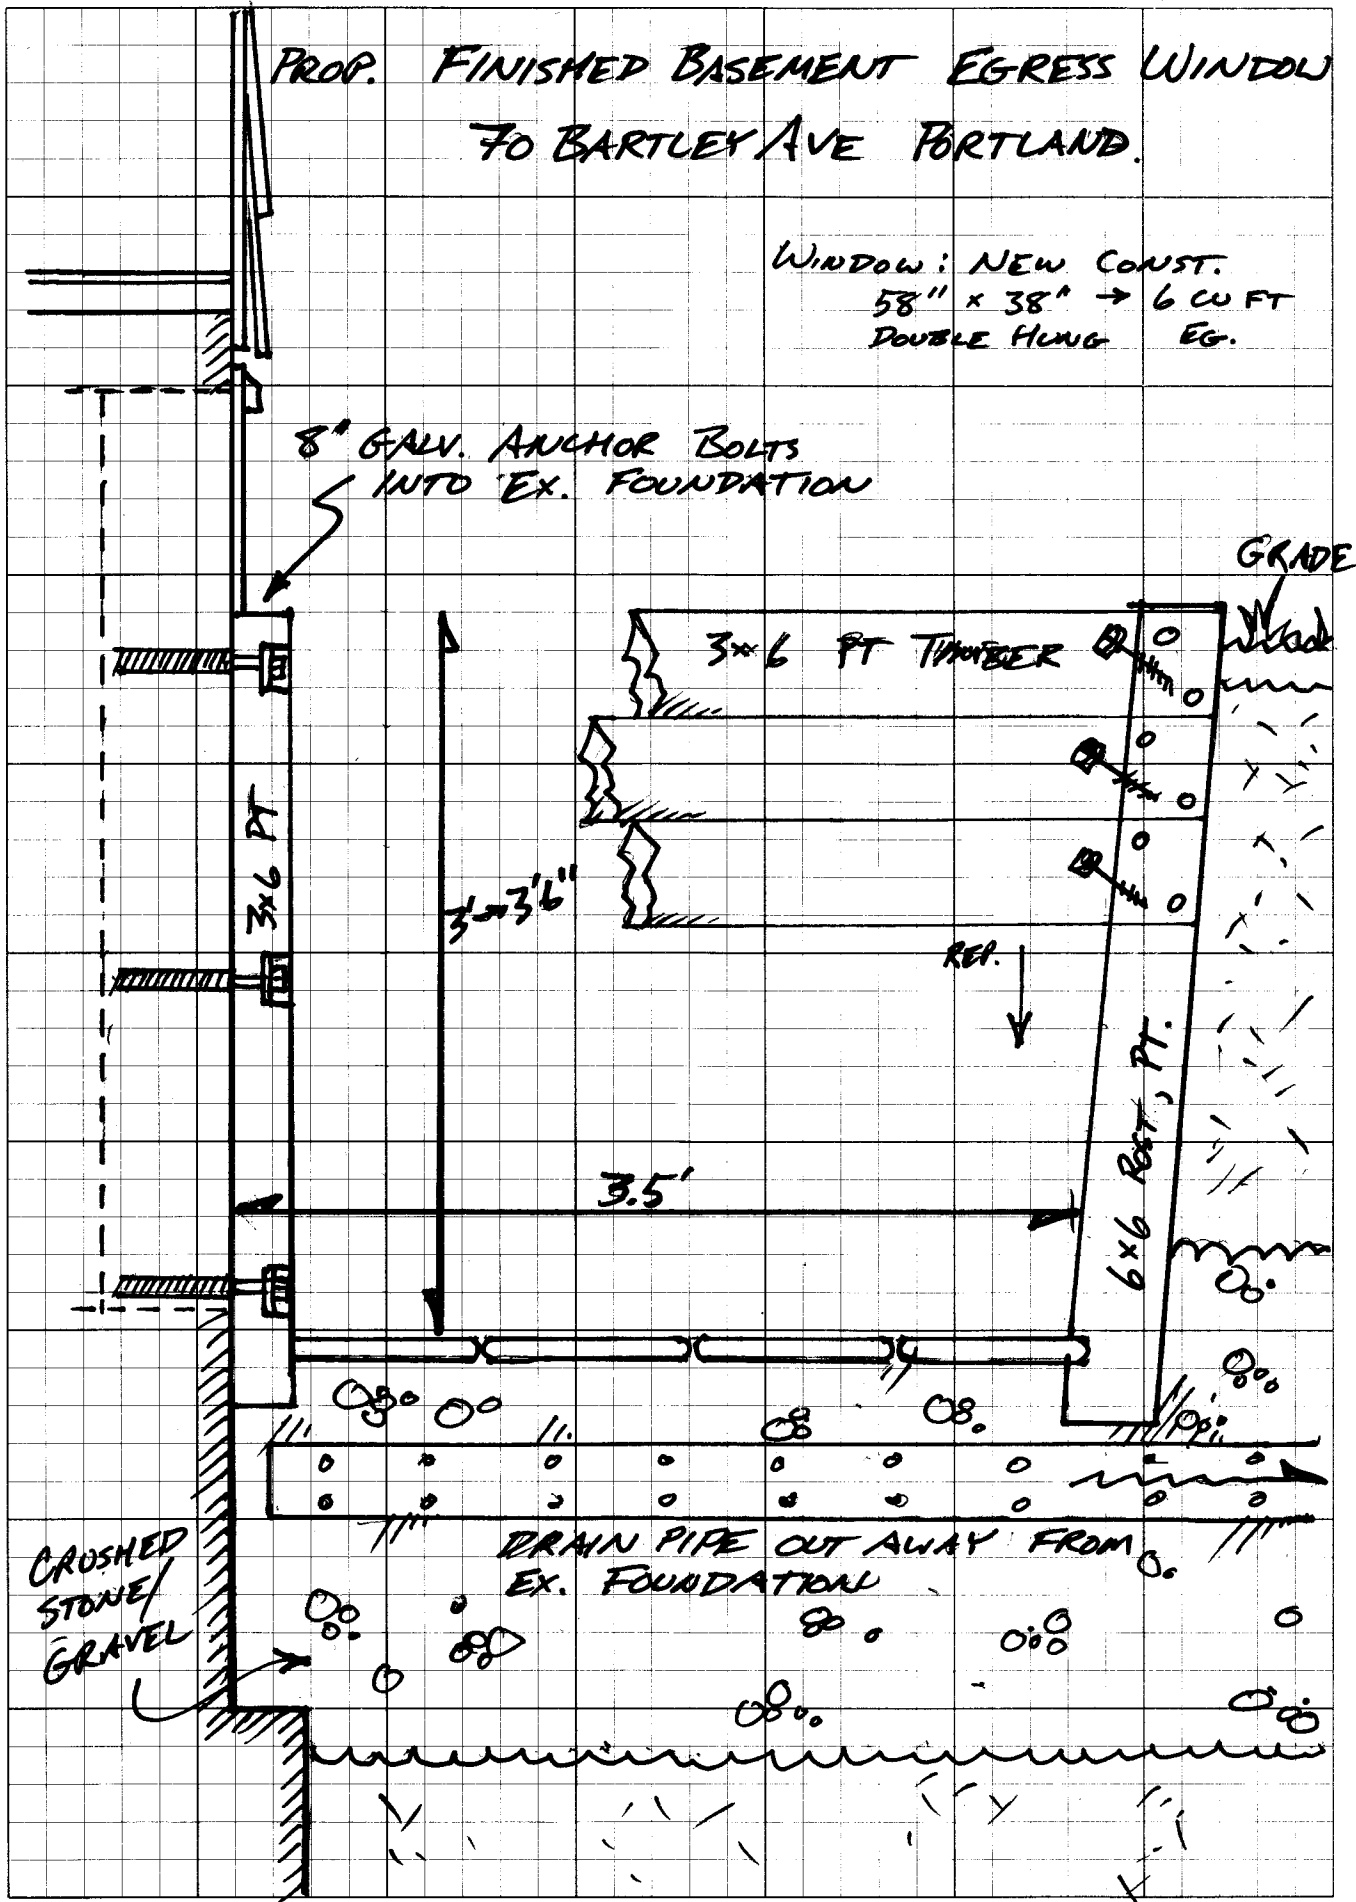 PROP. FINISHED BASEMENT EGRESS WINDOW
70 BARTLEY AVE PORTLAND.
WINDOW: NEW CONST.
58" x 38" → 6 CU FT
DOUBLE HUNG EG.
8" GALV. ANCHOR BOLTS
INTO EX. FOUNDATION
GRADE
3x6 PT TIMBER
3x6 PT
3'→3'6"
REP.
6x6 POST, PT.
3.5'
DRAIN PIPE OUT AWAY FROM
EX. FOUNDATION
CRUSHED
STONE/
GRAVEL